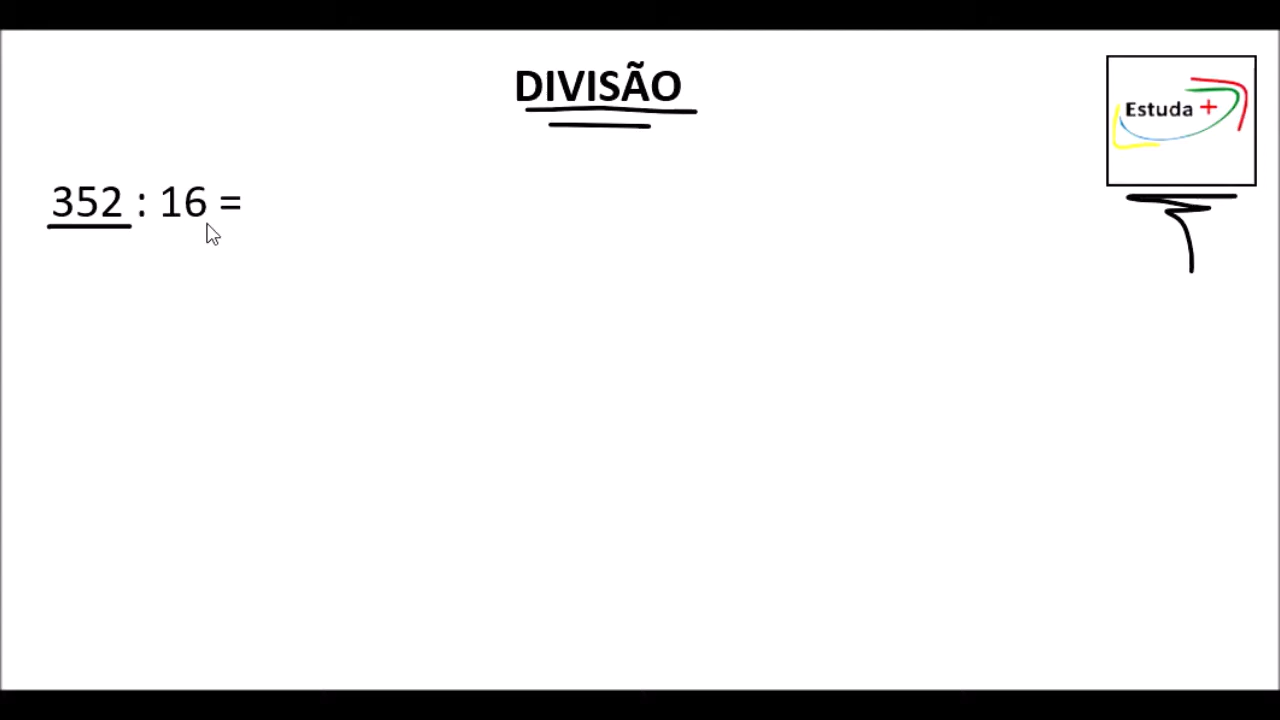 DIVISÃO
Estuda +
352 : 16 =